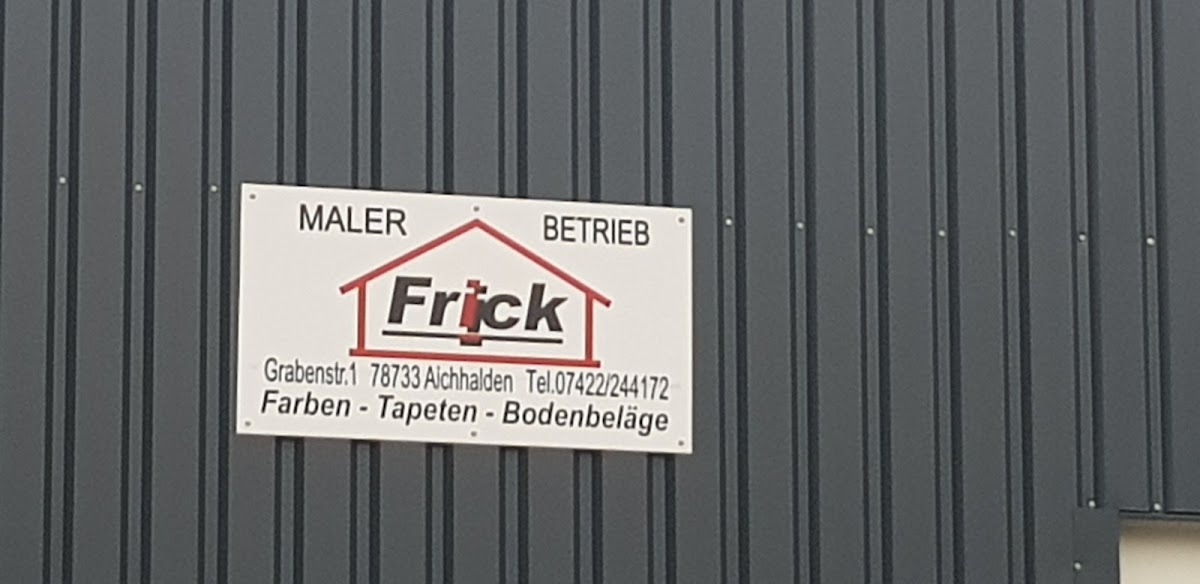 MALER BETRIEB
Frick
Grabenstr.1 78733 Aichhalden Tel.07422/244172
Farben - Tapeten - Bodenbeläge